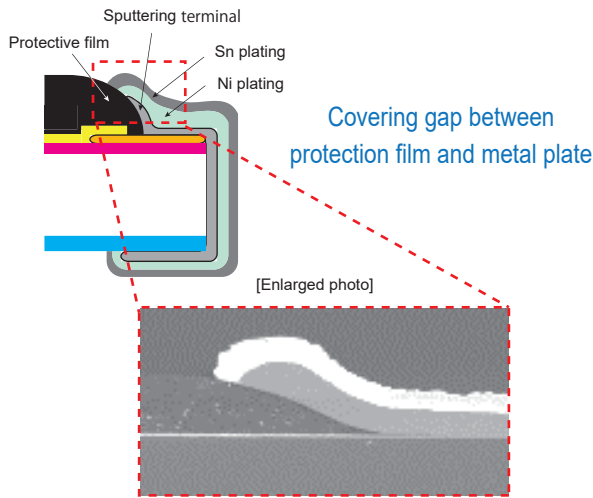 Sputtering terminal
Protective film
Sn plating
Ni plating
Covering gap between
protection film and metal plate
[Enlarged photo]